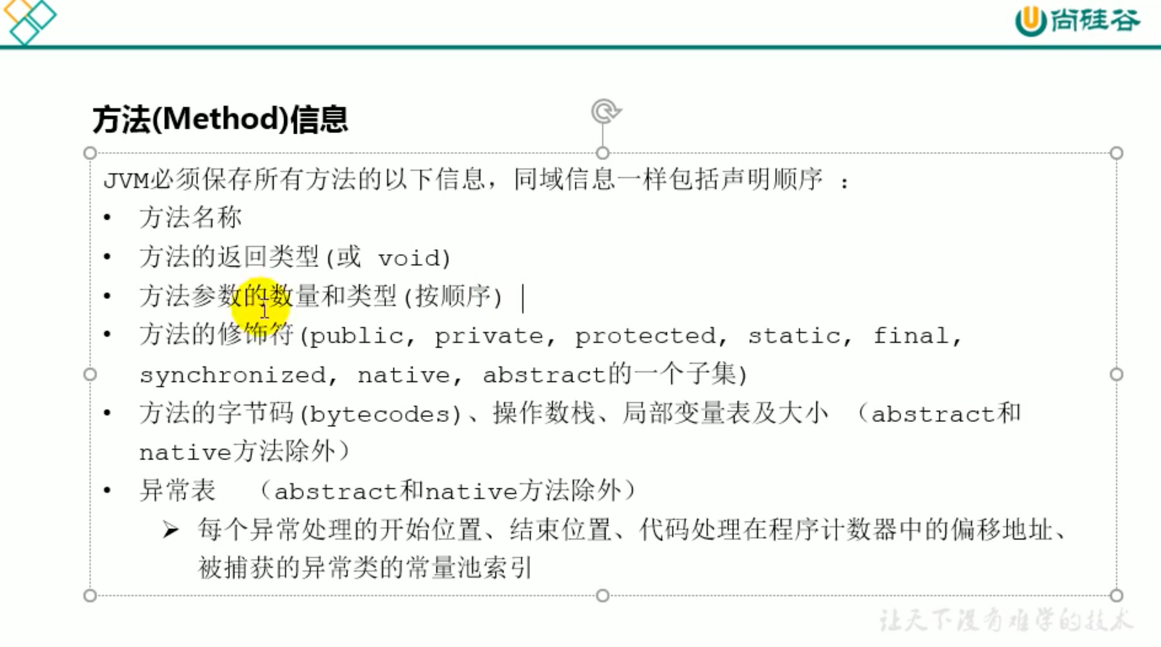 尚硅谷
方法(Method)信息
JVM必须保存所有方法的以下信息，同域信息一样包括声明顺序 ：
• 方法名称
• 方法的返回类型(或 void)
• 方法参数的数量和类型(按顺序)
• 方法的修饰符(public, private, protected, static, final,
synchronized, native, abstract的一个子集)
• 方法的字节码(bytecodes)、操作数栈、局部变量表及大小 （abstract和
native方法除外）
• 异常表 （abstract和native方法除外）
➢ 每个异常处理的开始位置、结束位置、代码处理在程序计数器中的偏移地址、
被捕获的异常类的常量池索引
让天下没有难学的技术